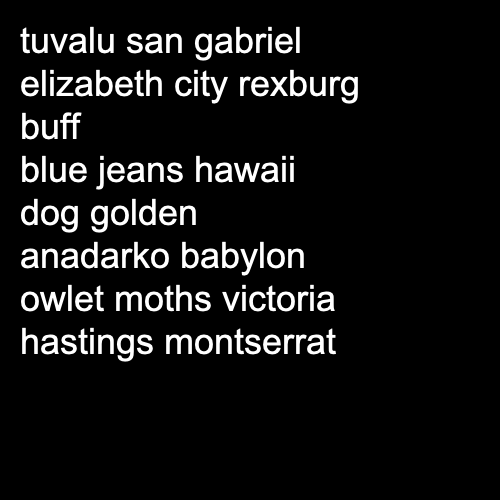 tuvalu san gabriel
elizabeth city rexburg
buff
blue jeans hawaii
dog golden
anadarko babylon
owlet moths victoria
hastings montserrat